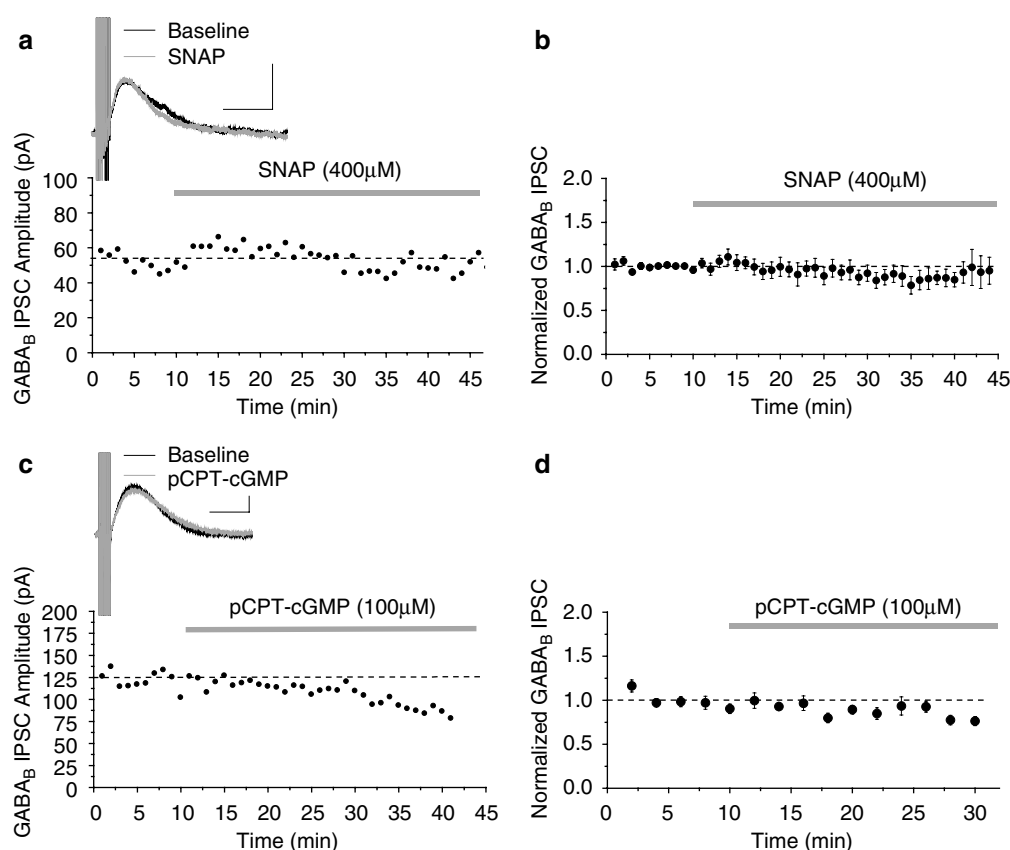 a
Baseline
SNAP
SNAP (400μM)
GABA_B IPSC Amplitude (pA)
100
80
60
40
20
0
0 5 10 15 20 25 30 35 40 45
Time (min)
b
SNAP (400μM)
Normalized GABA_B IPSC
2.0
1.5
1.0
0.5
0.0
0 5 10 15 20 25 30 35 40 45
Time (min)
c
Baseline
pCPT-cGMP
pCPT-cGMP (100μM)
GABA_B IPSC Amplitude (pA)
200
175
150
125
100
75
50
25
0
0 5 10 15 20 25 30 35 40 45
Time (min)
d
pCPT-cGMP (100μM)
Normalized GABA_B IPSC
2.0
1.5
1.0
0.5
0.0
0 5 10 15 20 25 30
Time (min)